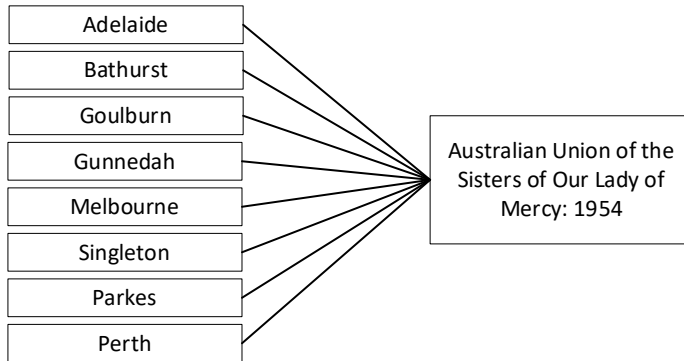 Adelaide
Bathurst
Goulburn
Gunnedah
Melbourne
Singleton
Parkes
Perth
Australian Union of the
Sisters of Our Lady of
Mercy: 1954